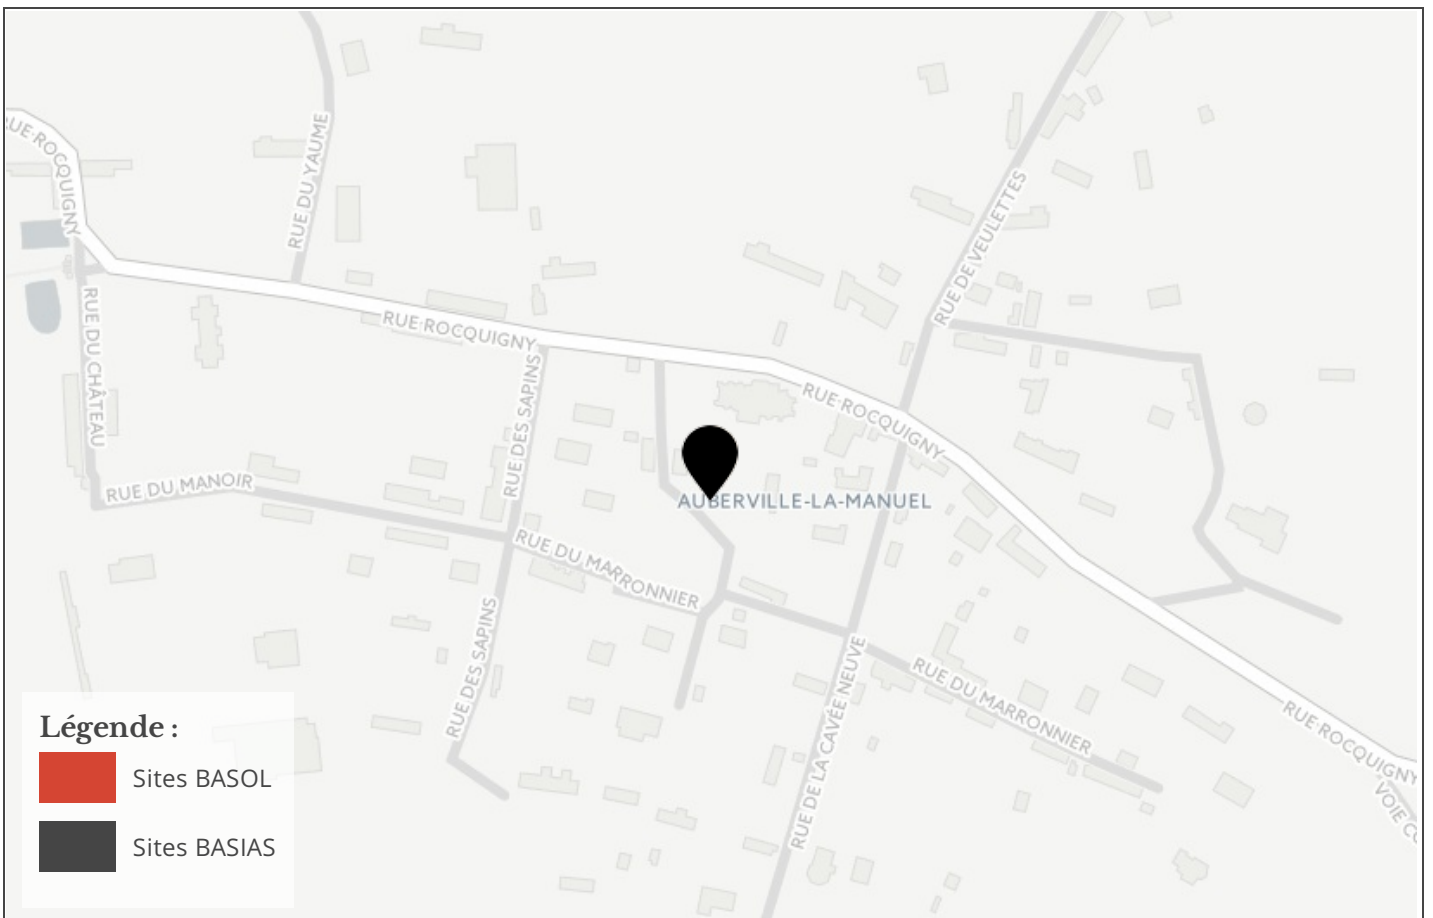 RUE ROCQUIGNY
RUE DU YAUME
RUE DE VEULETTES
RUE DU CHÂTEAU
RUE ROCQUIGNY
RUE DES SAPINS
RUE ROCQUIGNY
RUE DU MANOIR
AUBERVILLE-LA-MANUEL
RUE DU MARRONNIER
RUE DES SAPINS
RUE DE LA CAVÉE NEUVE
RUE DU MARRONNIER
RUE ROCQUIGNY
VOIE
Légende :
Sites BASOL
Sites BASIAS